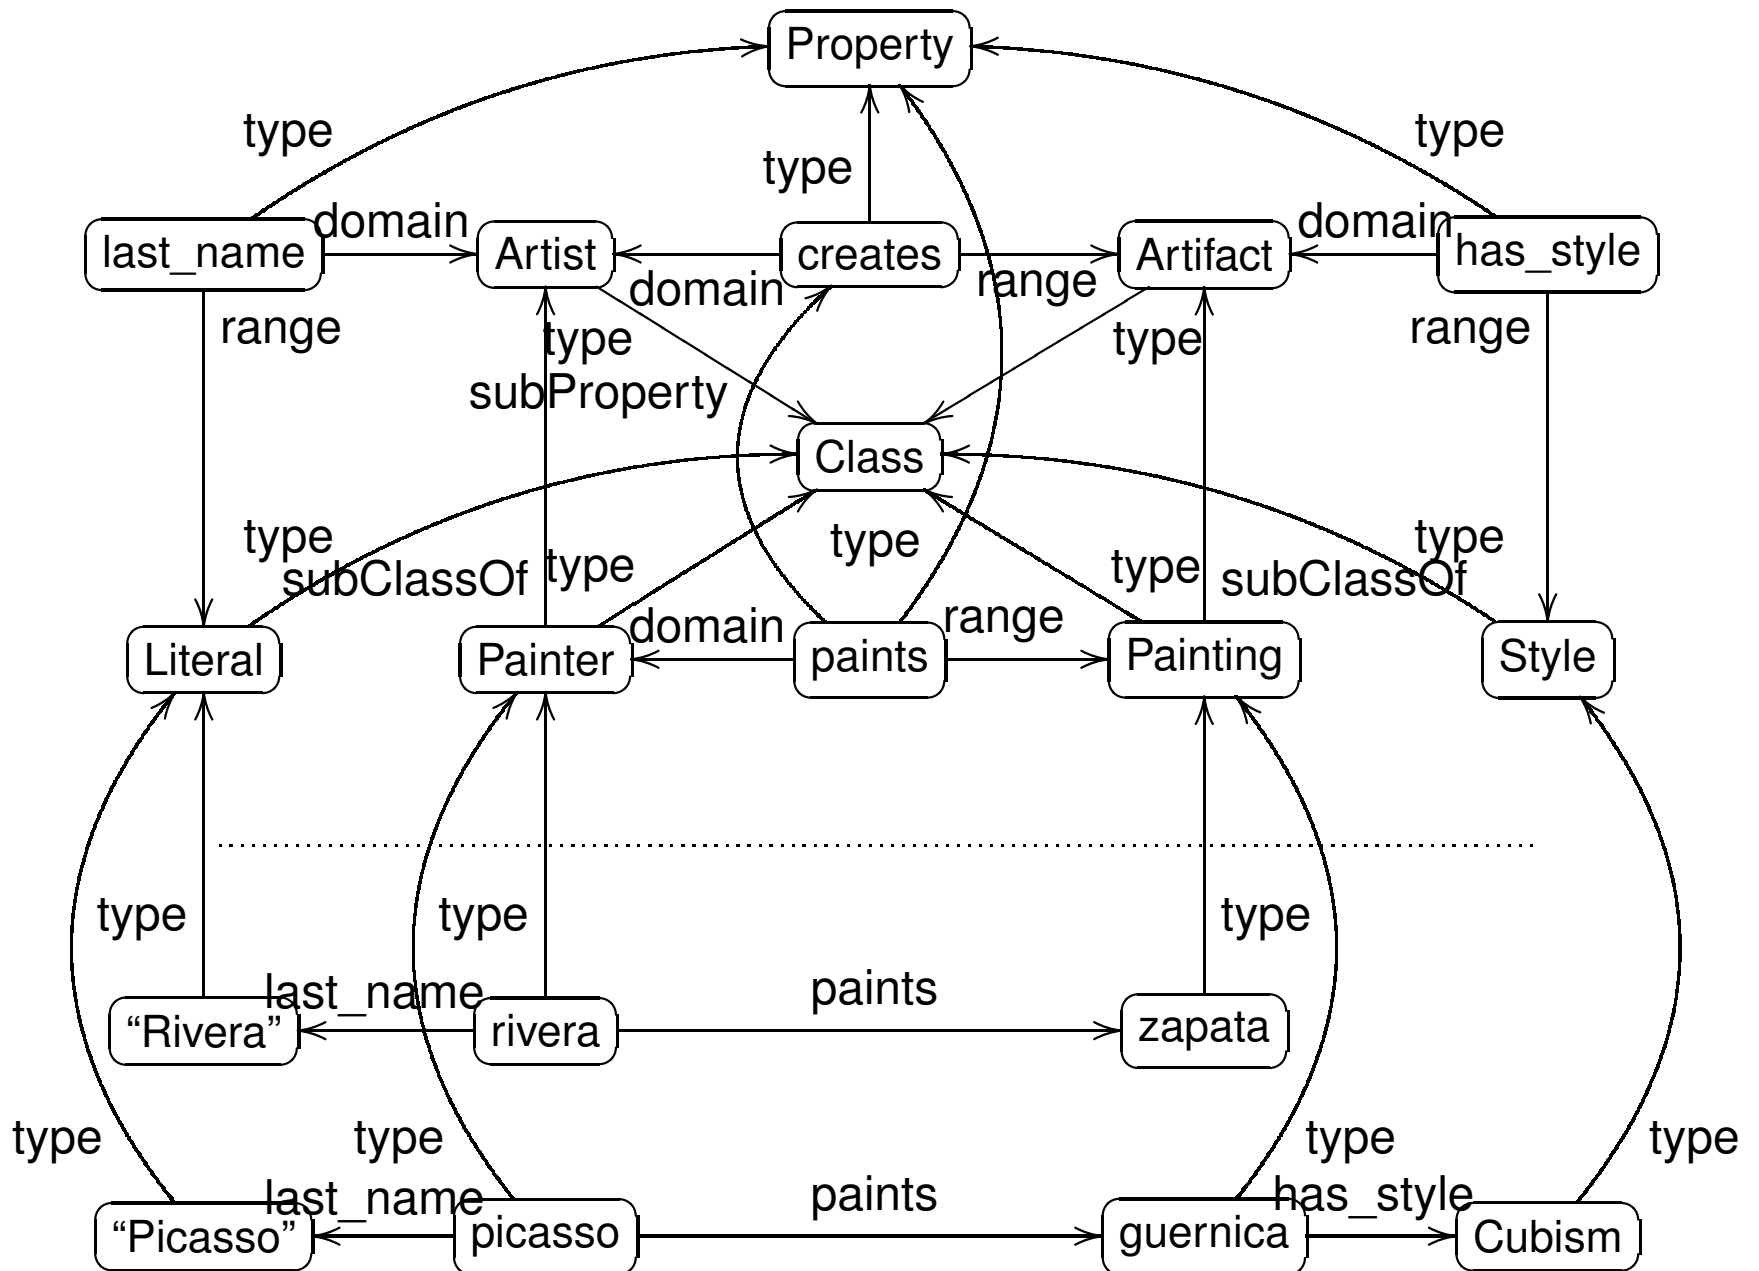 Property
type
type
type
domain
domain
last_name
Artist
creates
Artifact
has_style
domain
range
range
type
type
range
subProperty
Class
type
type
type
type
type
subClassOf
subClassOf
domain
range
Literal
Painter
paints
Painting
Style
type
type
type
last_name
paints
“Rivera”
rivera
zapata
type
type
type
type
last_name
paints
has_style
“Picasso”
picasso
guernica
Cubism